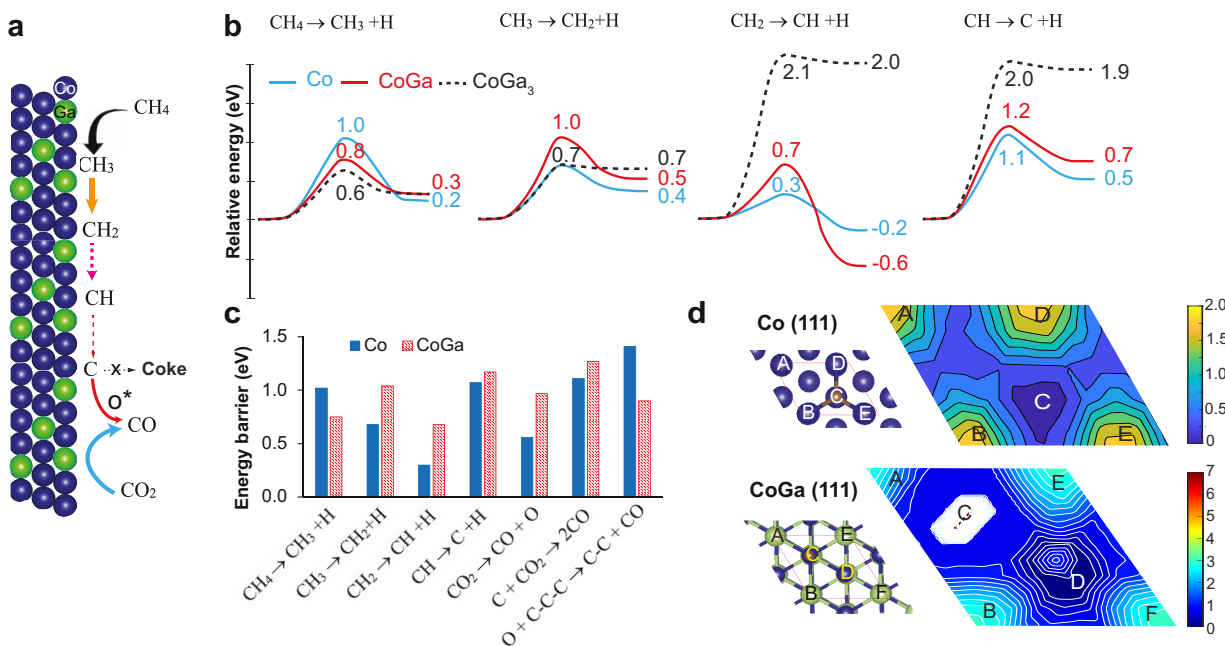 a
Co
Ga
CH₄
CH₃
CH₂
CH
C
x
Coke
O*
CO
CO₂
b
CH₄ → CH₃ +H
CH₃ → CH₂+H
CH₂ → CH +H
CH → C +H
Relative energy (eV)
Co
CoGa
CoGa₃
1.0
0.8
0.6
0.3
0.2
1.0
0.7
0.7
0.5
0.4
2.1
2.0
0.7
0.3
-0.2
-0.6
2.0
1.9
1.2
1.1
0.7
0.5
c
Energy barrier (eV)
1.5
1.0
0.5
0.0
Co
CoGa
CH₄ → CH₃ +H
CH₃ → CH₂+H
CH₂ → CH +H
CH → C +H
CO₂ → CO + O
C + CO₂ → 2CO
O + C-C-C → C-C + CO
d
Co (111)
A
D
C
B
E
A
D
C
B
E
2.0
1.5
1.0
0.5
0
CoGa (111)
A
E
C
D
B
F
A
E
C
D
B
F
7
6
5
4
3
2
1
0